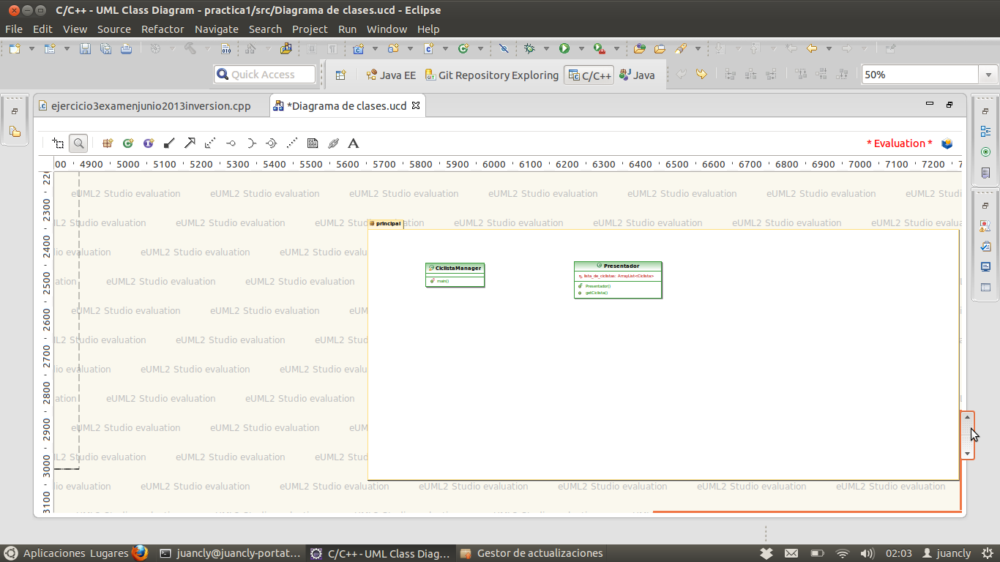 C/C++ - UML Class Diagram - practica1/src/Diagrama de clases.ucd - Eclipse
File Edit View Source Refactor Navigate Search Project Run Window Help
Quick Access Java EE Git Repository Exploring C/C++ Java 50%
ejercicio3examenjunio2013inversion.cpp *Diagrama de clases.ucd
* Evaluation *
00 4900 5000 5100 5200 5300 5400 5500 5600 5700 5800 5900 6000 6100 6200 6300 6400 6500 6600 6700 6800 6900 7000 7100 7200 7
220 2300 2400 2500 2600 2700 2800 2900 3000 3100
eUML2 Studio evaluation eUML2 Studio evaluation eUML2 Studio evaluation eUML2 Studio evaluation eUML2 Studio evaluation eUML2 Studio evaluation eUML2 Studi
ML2 Studio evaluation eUML2 Studio evaluation eUML2 Stud principal ation eUML2 Studio evaluation eUML2 Studio evaluation eUML2 Studio evaluation eUML2 Studio eva
io evaluation eUML2 Studio evaluation eUML2 Studio evaluation
CiclistaManager
main()
Presentador
lista_de_ciclistas: ArrayList<Ciclista>
Presentador()
getCiclista()
ation eUML2 Studio evaluation eUML2 Studio evaluation
eUML2 Studio evaluation eUML2 Studio evaluation eUM
ML2 Studio evaluation eUML2 Studio evaluation eUML2 Stud
io evaluation eUML2 Studio evaluation eUML2 Studio evaluation
ation eUML2 Studio evaluation eUML2 Studio evaluation
eUML2 Studio evaluation eUML2 Studio evaluation eUM
ML2 Studio evaluation eUML2 Studio evaluation eUML2 Stud
io evaluation eUML2 Studio evaluation eUML2 Studio evaluation eUML2 Studio evaluation eUML2 Studio evaluation eUML2 Studio evaluation eUML2 Studio evaluation
Aplicaciones Lugares juancly@juancly-portat... C/C++ - UML Class Diag... Gestor de actualizaciones 02:03 juancly